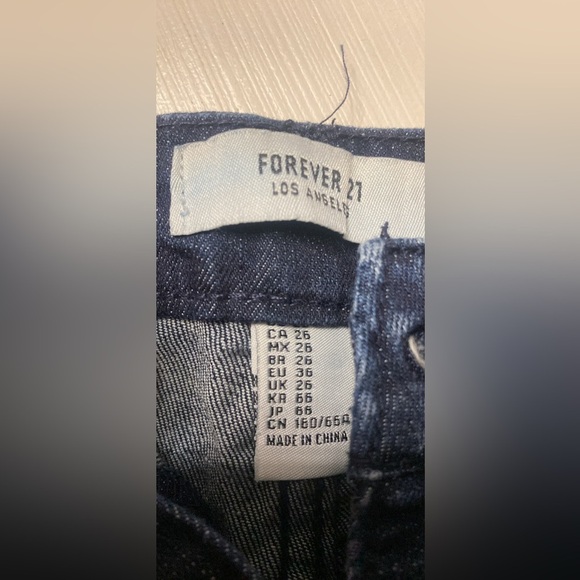 FOREVER 21
LOS ANGELES
CA 26
MX 26
BR 26
EU 36
UK 26
KR 66
JP 66
CN 160/66A
MADE IN CHINA